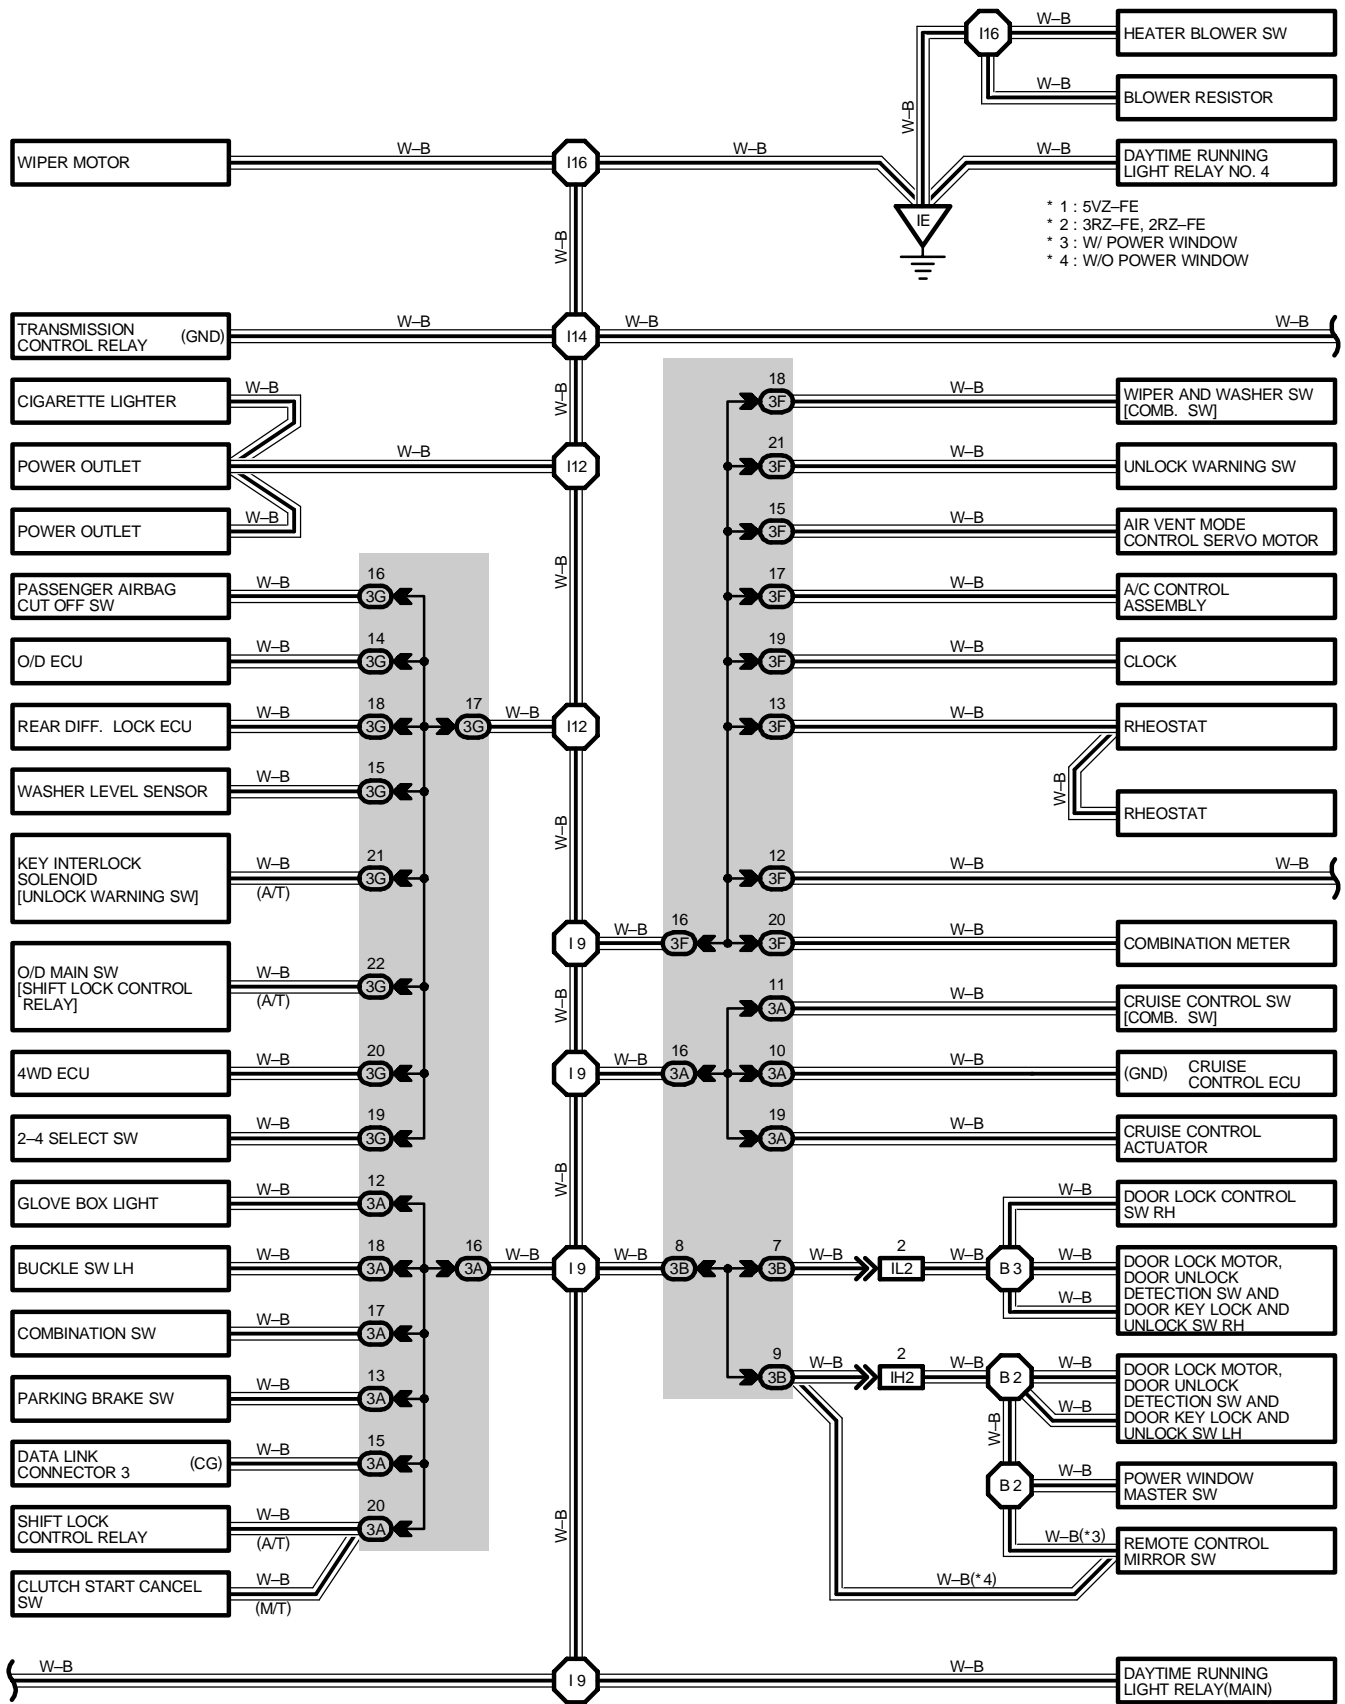 W–B
I16
HEATER BLOWER SW
W–B
BLOWER RESISTOR
W–B
WIPER MOTOR
W–B
I16
W–B
W–B
DAYTIME RUNNING
LIGHT RELAY NO. 4
IE
* 1 : 5VZ–FE
* 2 : 3RZ–FE, 2RZ–FE
* 3 : W/ POWER WINDOW
* 4 : W/O POWER WINDOW
W–B
TRANSMISSION (GND)
CONTROL RELAY
W–B
I14
W–B
W–B
CIGARETTE LIGHTER
W–B
W–B
18
3F
W–B
WIPER AND WASHER SW
[COMB. SW]
POWER OUTLET
W–B
I12
21
3F
W–B
UNLOCK WARNING SW
POWER OUTLET
W–B
15
3F
W–B
AIR VENT MODE
CONTROL SERVO MOTOR
W–B
PASSENGER AIRBAG
CUT OFF SW
W–B
16
3G
17
3F
W–B
A/C CONTROL
ASSEMBLY
O/D ECU
W–B
14
3G
19
3F
W–B
CLOCK
REAR DIFF. LOCK ECU
W–B
18
3G
17
3G
W–B
I12
13
3F
W–B
RHEOSTAT
WASHER LEVEL SENSOR
W–B
15
3G
W–B
RHEOSTAT
W–B
KEY INTERLOCK
SOLENOID
[UNLOCK WARNING SW]
W–B
(A/T)
21
3G
12
3F
W–B
W–B
I 9
W–B
16
3F
20
3F
W–B
COMBINATION METER
O/D MAIN SW
[SHIFT LOCK CONTROL
RELAY]
W–B
(A/T)
22
3G
W–B
11
3A
W–B
CRUISE CONTROL SW
[COMB. SW]
4WD ECU
W–B
20
3G
I 9
W–B
16
3A
10
3A
W–B
(GND) CRUISE
CONTROL ECU
2–4 SELECT SW
W–B
19
3G
19
3A
W–B
CRUISE CONTROL
ACTUATOR
W–B
GLOVE BOX LIGHT
W–B
12
3A
W–B
DOOR LOCK CONTROL
SW RH
BUCKLE SW LH
W–B
18
3A
16
3A
W–B
I 9
W–B
8
3B
7
3B
W–B
2
IL2
W–B
B 3
W–B
W–B
DOOR LOCK MOTOR,
DOOR UNLOCK
DETECTION SW AND
DOOR KEY LOCK AND
UNLOCK SW RH
COMBINATION SW
W–B
17
3A
PARKING BRAKE SW
W–B
13
3A
9
3B
W–B
2
IH2
W–B
B 2
W–B
W–B
DOOR LOCK MOTOR,
DOOR UNLOCK
DETECTION SW AND
DOOR KEY LOCK AND
UNLOCK SW LH
W–B
DATA LINK (CG)
CONNECTOR 3
W–B
15
3A
B 2
W–B
POWER WINDOW
MASTER SW
SHIFT LOCK
CONTROL RELAY
W–B
(A/T)
20
3A
W–B
W–B(*3)
REMOTE CONTROL
MIRROR SW
CLUTCH START CANCEL
SW
W–B
(M/T)
W–B(*4)
W–B
I 9
W–B
DAYTIME RUNNING
LIGHT RELAY(MAIN)